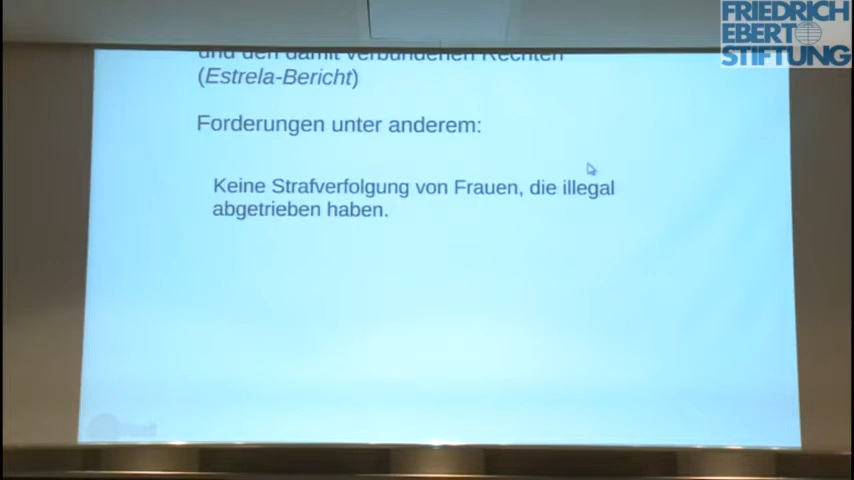 FRIEDRICH
EBERT
STIFTUNG
und den damit verbundenen Rechten
(Estrela-Bericht)
Forderungen unter anderem:
Keine Strafverfolgung von Frauen, die illegal
abgetrieben haben.